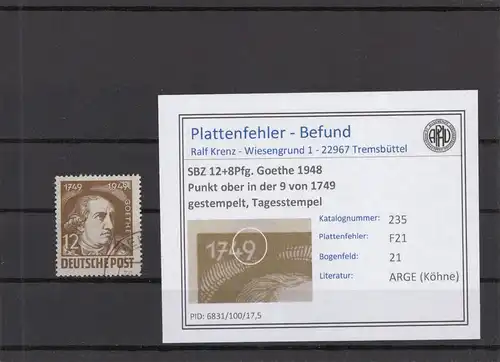 1749 1949
GOETHE
12
DEUTSCHE POST
Plattenfehler - Befund
Ralf Krenz - Wiesengrund 1 - 22967 Tremsbüttel
SBZ 12+8Pfg. Goethe 1948
Punkt ober in der 9 von 1749
gestempelt, Tagesstempel
1749
Katalognummer: 235
Plattenfehler: F21
Bogenfeld: 21
Literatur: ARGE (Köhne)
PID: 6831/100/17,5